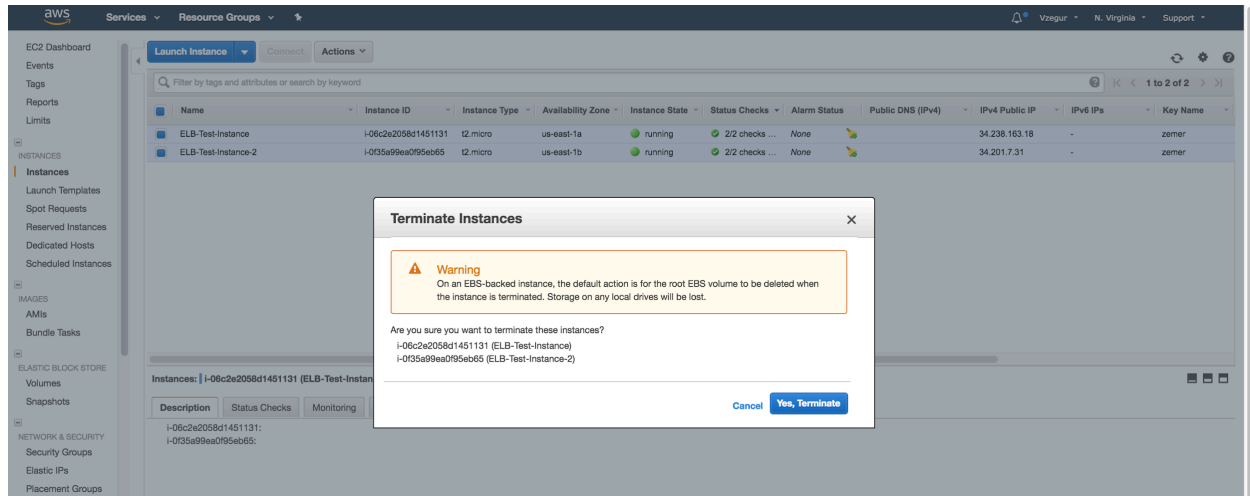 aws Services Resource Groups Vzegur N. Virginia Support
EC2 Dashboard
Events
Tags
Reports
Limits
INSTANCES
Instances
Launch Templates
Spot Requests
Reserved Instances
Dedicated Hosts
Scheduled Instances
IMAGES
AMIs
Bundle Tasks
ELASTIC BLOCK STORE
Volumes
Snapshots
NETWORK & SECURITY
Security Groups
Elastic IPs
Placement Groups
Launch Instance Connect Actions
Filter by tags and attributes or search by keyword 1 to 2 of 2
Name Instance ID Instance Type Availability Zone Instance State Status Checks Alarm Status Public DNS (IPv4) IPv4 Public IP IPv6 IPs Key Name
ELB-Test-Instance i-06c2e2058d1451131 t2.micro us-east-1a running 2/2 checks ... None 34.238.163.18 - zemer
ELB-Test-Instance-2 i-0f35a99ea0f95eb65 t2.micro us-east-1b running 2/2 checks ... None 34.201.7.31 - zemer
Terminate Instances
Warning
On an EBS-backed instance, the default action is for the root EBS volume to be deleted when
the instance is terminated. Storage on any local drives will be lost.
Are you sure you want to terminate these instances?
i-06c2e2058d1451131 (ELB-Test-Instance)
i-0f35a99ea0f95eb65 (ELB-Test-Instance-2)
Cancel Yes, Terminate
Instances: i-06c2e2058d1451131 (ELB-Test-Instan
Description Status Checks Monitoring
i-06c2e2058d1451131:
i-0f35a99ea0f95eb65: